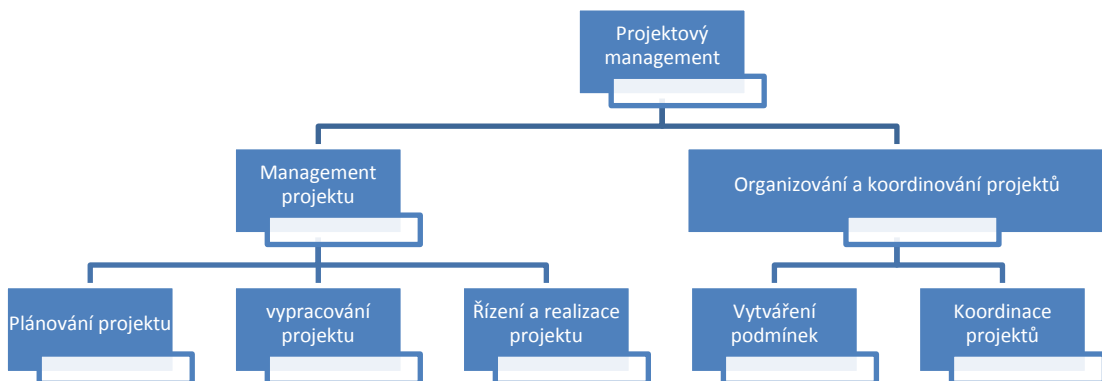 Projektový
management
Management
projektu
Organizování a koordinování projektů
Plánování projektu
vypracování
projektu
Řízení a realizace
projektu
Vytváření
podmínek
Koordinace
projektů